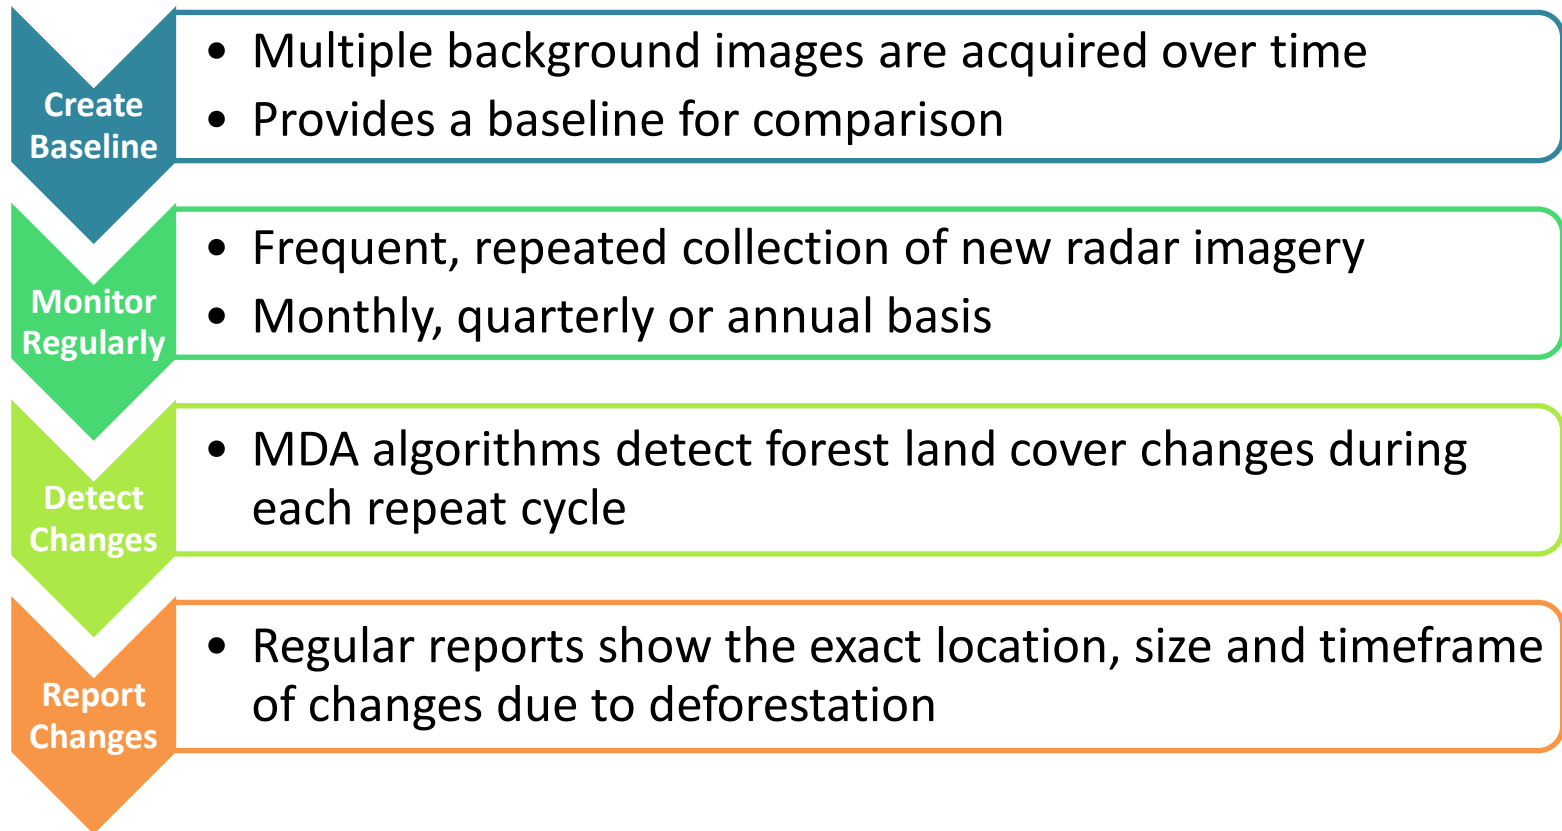 Create
Baseline
• Multiple background images are acquired over time
• Provides a baseline for comparison
Monitor
Regularly
• Frequent, repeated collection of new radar imagery
• Monthly, quarterly or annual basis
Detect
Changes
• MDA algorithms detect forest land cover changes during
each repeat cycle
Report
Changes
• Regular reports show the exact location, size and timeframe
of changes due to deforestation